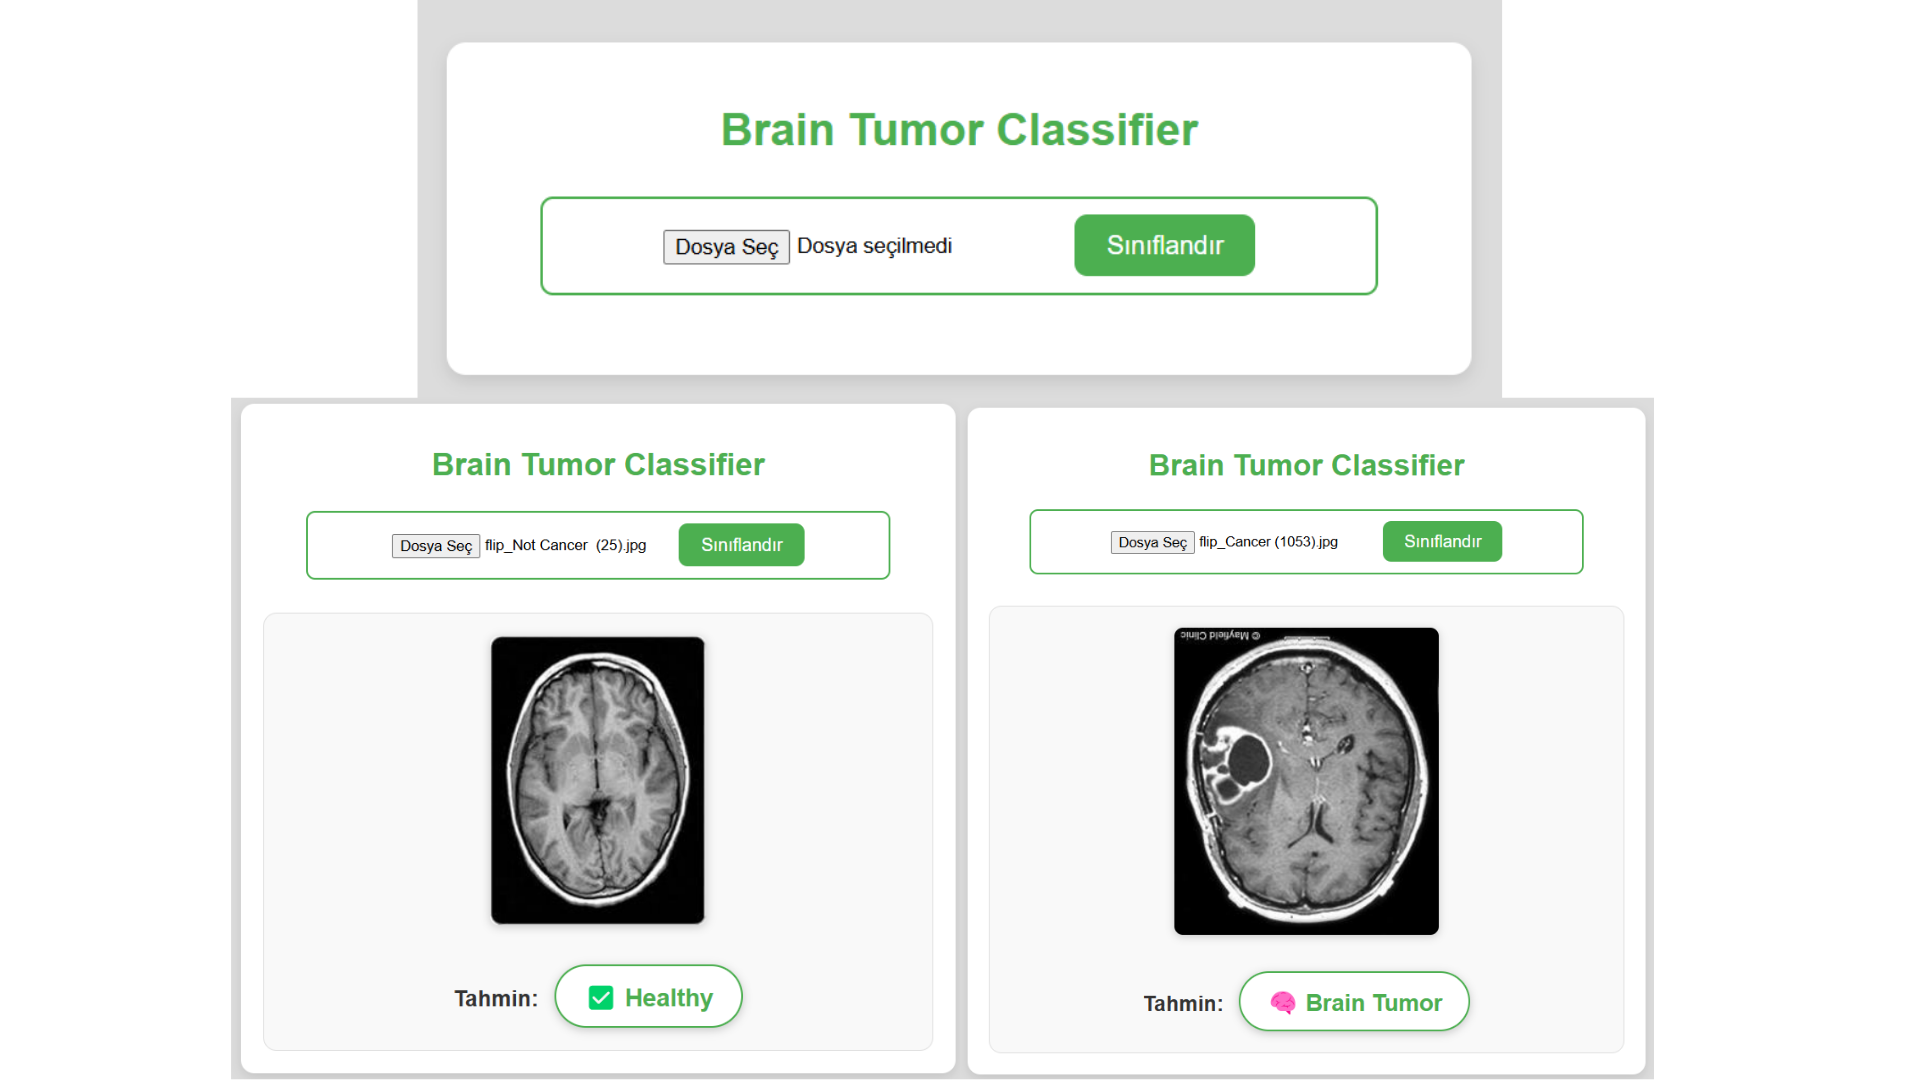 Brain Tumor Classifier
Dosya Seç Dosya seçilmedi
Sınıflandır
Brain Tumor Classifier
Dosya Seç flip_Not Cancer (25).jpg
Sınıflandır
Tahmin: ✅ Healthy
Brain Tumor Classifier
Dosya Seç flip_Cancer (1053).jpg
Sınıflandır
© Mayfield Clinic
Tahmin: 🧠 Brain Tumor